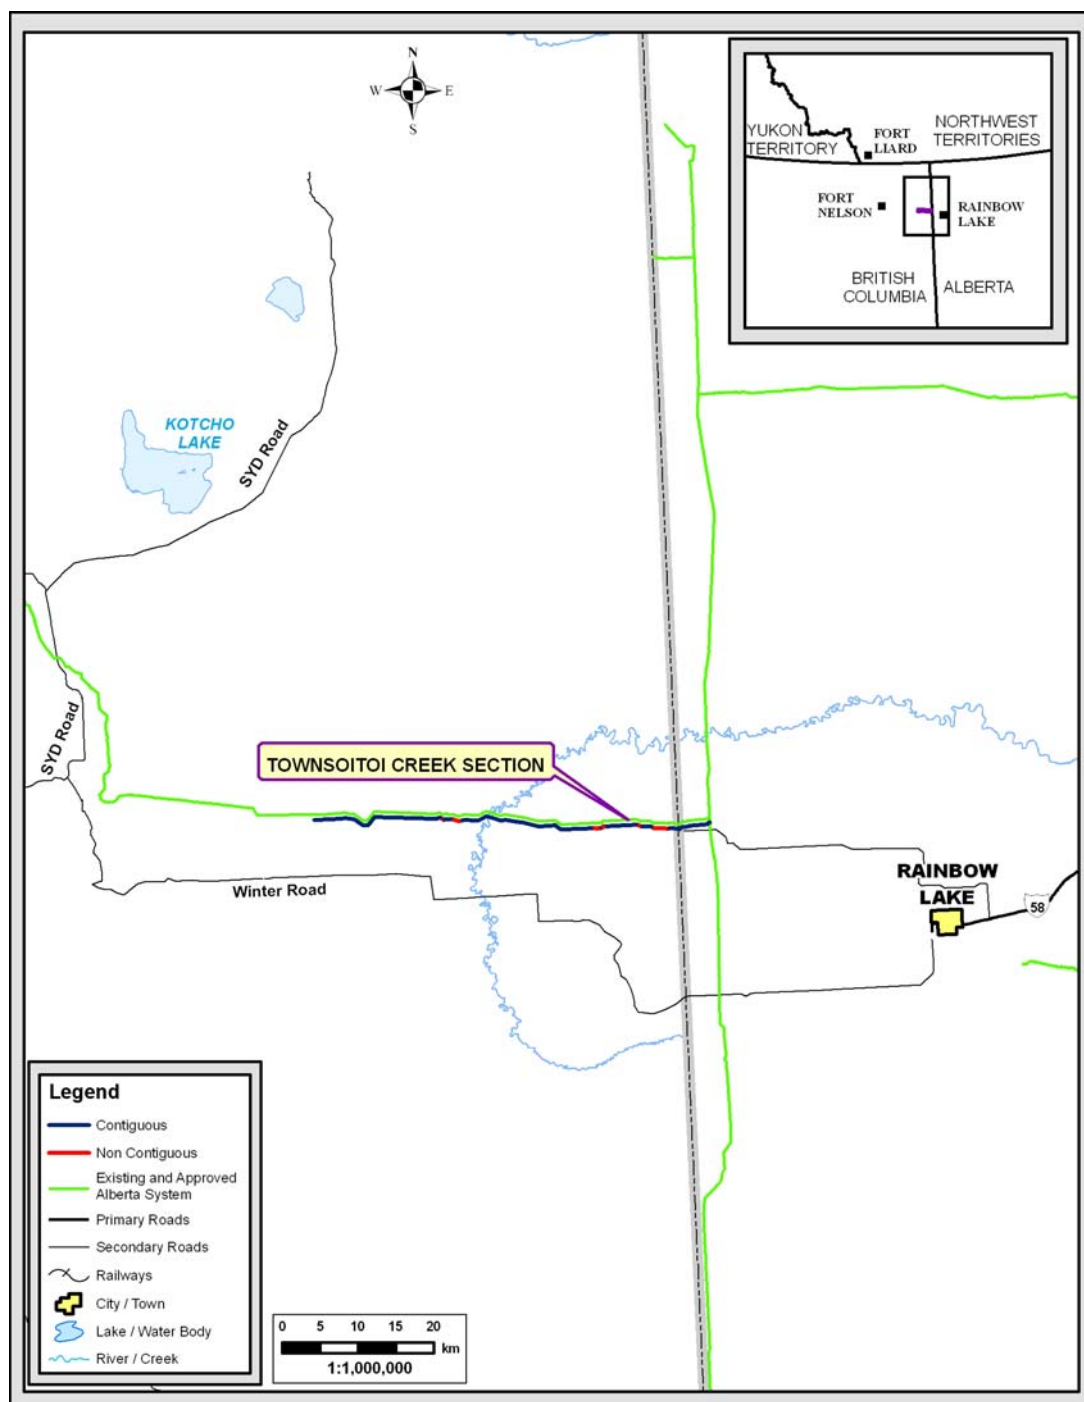 N
W E
S
YUKON
TERRITORY
FORT
LIARD
NORTHWEST
TERRITORIES
FORT
NELSON
RAINBOW
LAKE
BRITISH
COLUMBIA
ALBERTA
KOTCHO
LAKE
SYD Road
SYD Road
TOWNSOITOI CREEK SECTION
Winter Road
RAINBOW
LAKE
58
Legend
Contiguous
Non Contiguous
Existing and Approved
Alberta System
Primary Roads
Secondary Roads
Railways
City / Town
Lake / Water Body
River / Creek
0 5 10 15 20
km
1:1,000,000